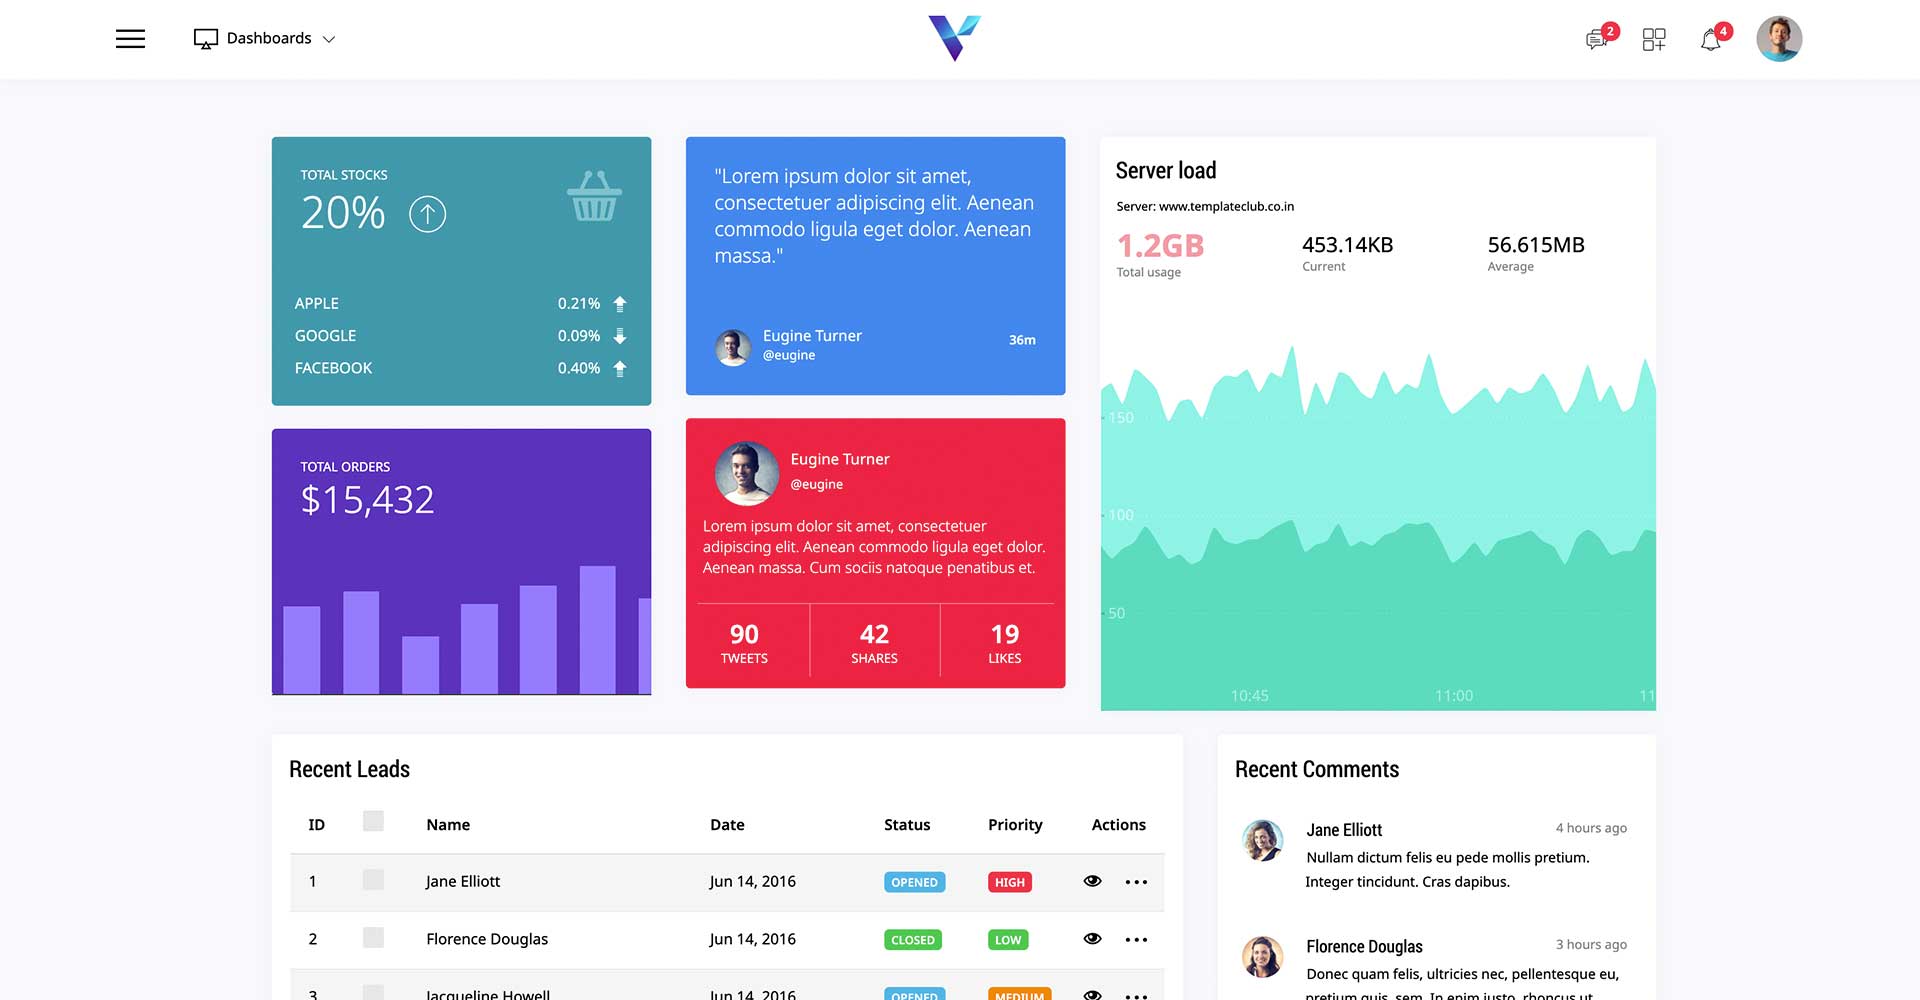 Dashboards
2
4
TOTAL STOCKS
20%
APPLE 0.21%
GOOGLE 0.09%
FACEBOOK 0.40%
"Lorem ipsum dolor sit amet,
consectetuer adipiscing elit. Aenean
commodo ligula eget dolor. Aenean
massa."
Eugine Turner
@eugine
36m
Server load
Server: www.templateclub.co.in
1.2GB
Total usage
453.14KB
Current
56.615MB
Average
150
100
50
10:45 11:00 11
TOTAL ORDERS
$15,432
Eugine Turner
@eugine
Lorem ipsum dolor sit amet, consectetuer
adipiscing elit. Aenean commodo ligula eget dolor.
Aenean massa. Cum sociis natoque penatibus et.
90 42 19
TWEETS SHARES LIKES
Recent Leads
ID Name Date Status Priority Actions
1 Jane Elliott Jun 14, 2016 OPENED HIGH
2 Florence Douglas Jun 14, 2016 CLOSED LOW
3 Jacqueline Howell Jun 14, 2016 OPENED MEDIUM
Recent Comments
Jane Elliott 4 hours ago
Nullam dictum felis eu pede mollis pretium.
Integer tincidunt. Cras dapibus.
Florence Douglas 3 hours ago
Donec quam felis, ultricies nec, pellentesque eu,
pretium quis, sem. In enim justo, rhoncus ut